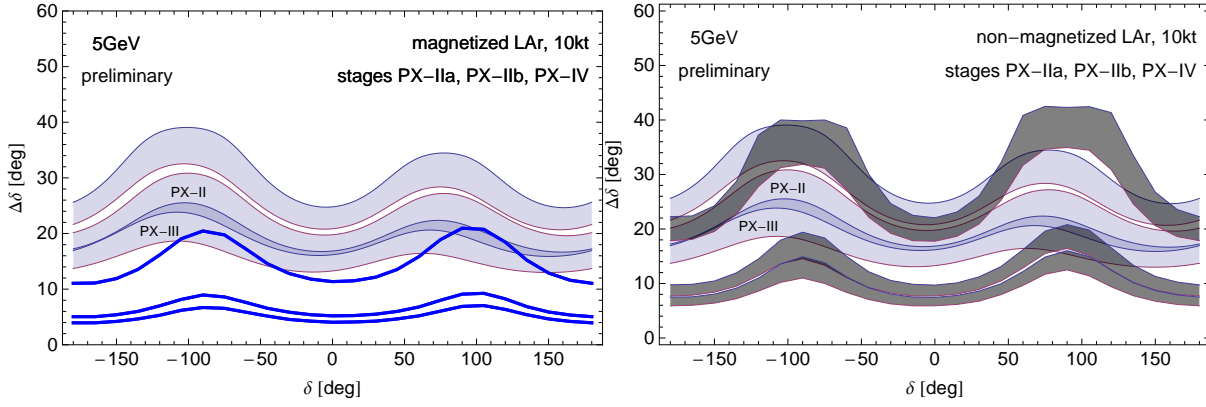 5GeV
magnetized LAr, 10kt
preliminary
stages PX−IIa, PX−IIb, PX−IV
PX−II
PX−III
Δδ [deg]
60
50
40
30
20
10
0
−150 −100 −50 0 50 100 150
δ [deg]
5GeV
non−magnetized LAr, 10kt
preliminary
stages PX−IIa, PX−IIb, PX−IV
PX−II
PX−III
Δδ [deg]
60
50
40
30
20
10
0
−150 −100 −50 0 50 100 150
δ [deg]